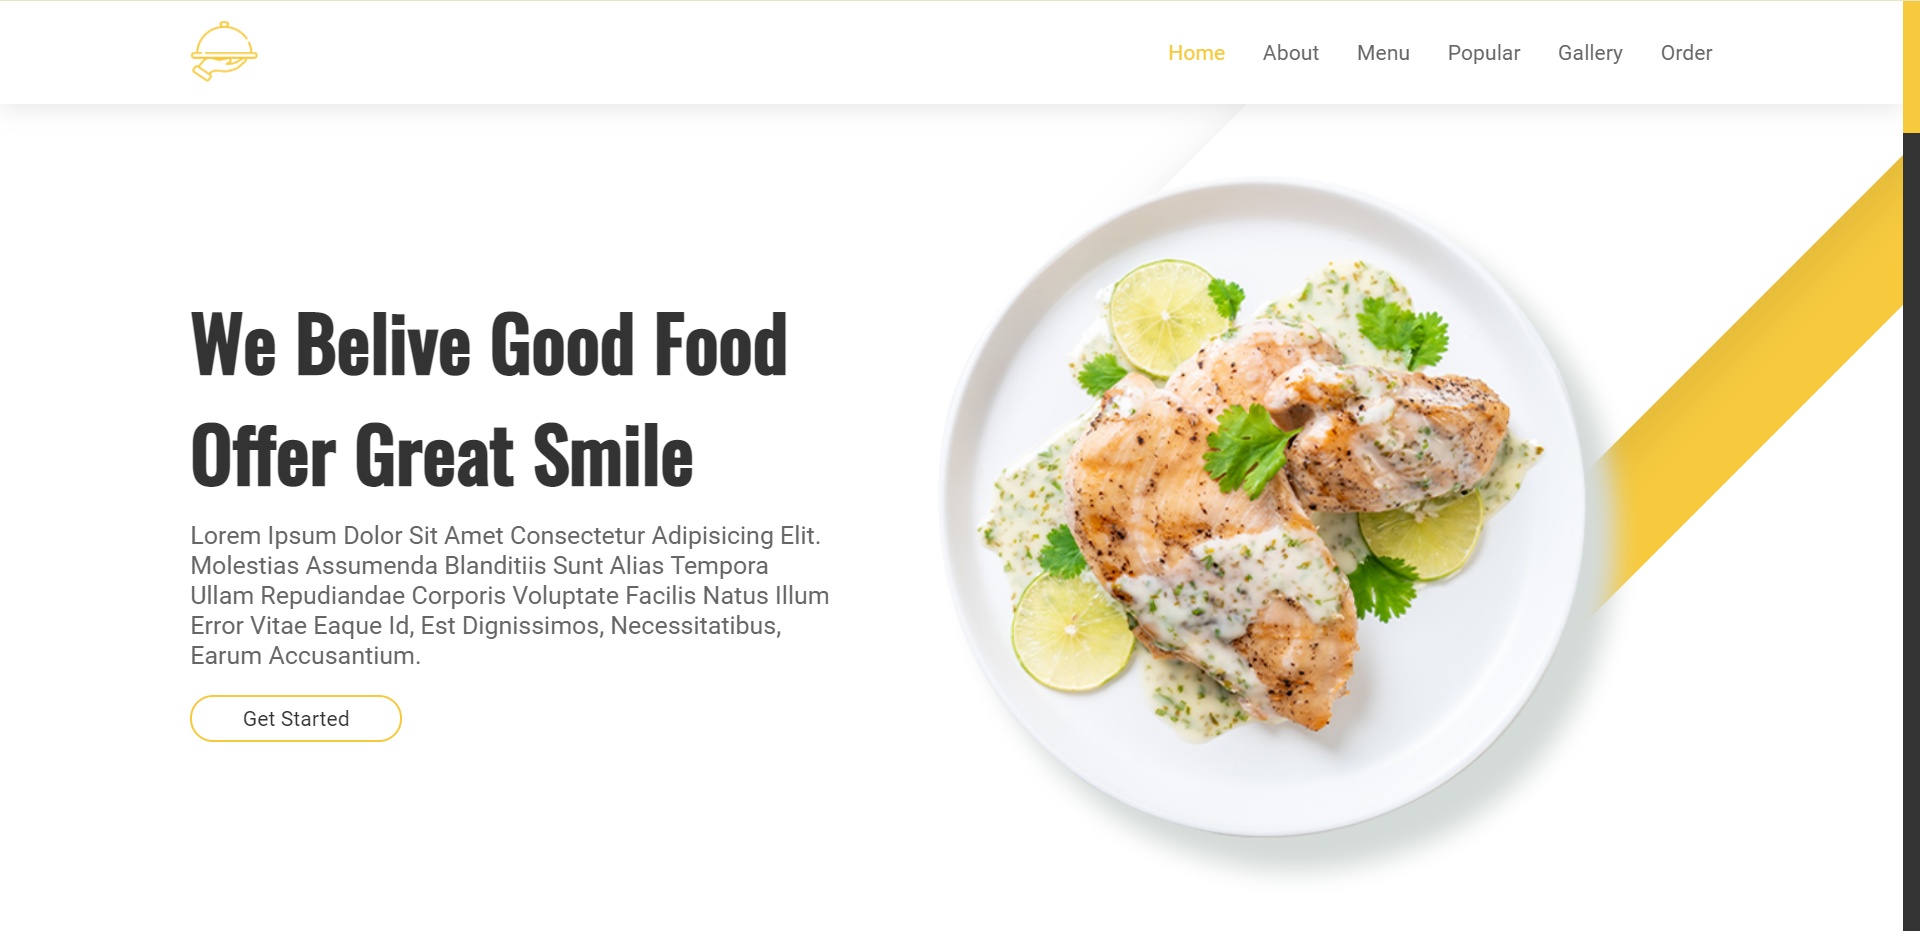 Home About Menu Popular Gallery Order
We Belive Good Food
Offer Great Smile
Lorem Ipsum Dolor Sit Amet Consectetur Adipisicing Elit.
Molestias Assumenda Blanditiis Sunt Alias Tempora
Ullam Repudiandae Corporis Voluptate Facilis Natus Illum
Error Vitae Eaque Id, Est Dignissimos, Necessitatibus,
Earum Accusantium.
Get Started